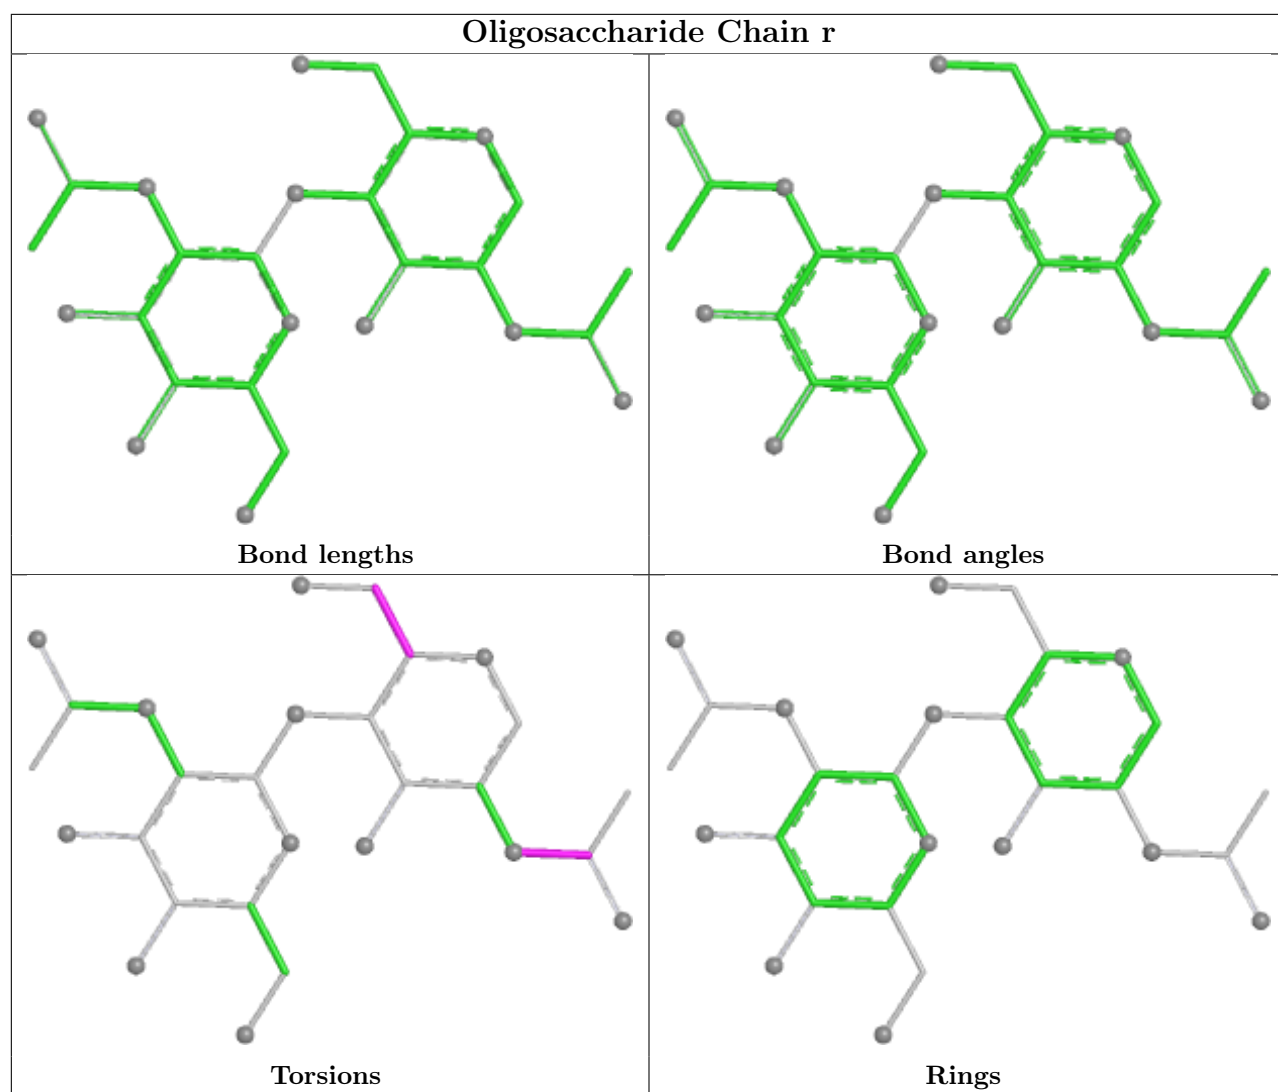 Oligosaccharide Chain r
Bond lengths
Bond angles
Torsions
Rings